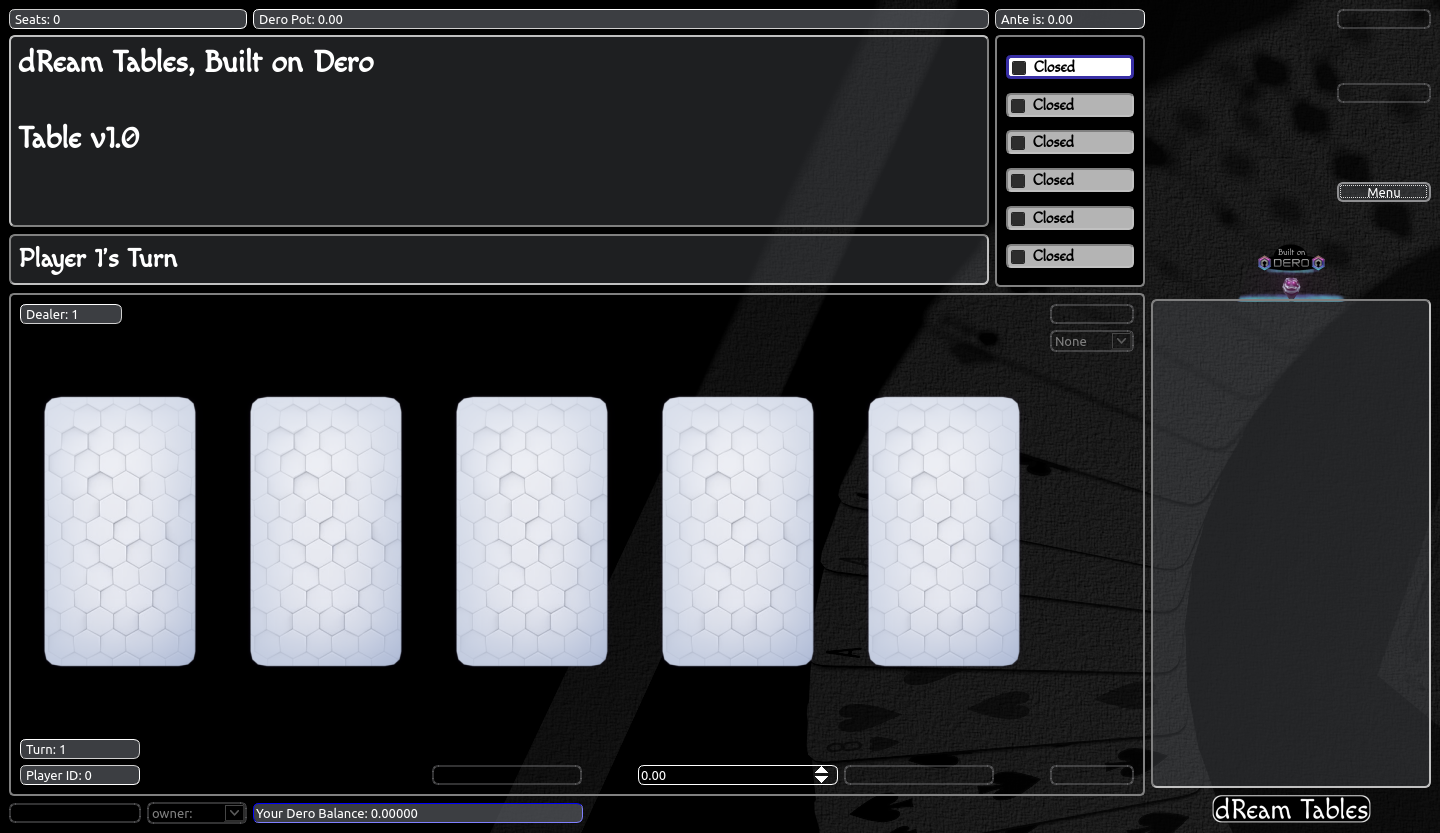 Seats: 0
Dero Pot: 0.00
Ante is: 0.00
dReam Tables, Built on Dero
Table v1.0
Closed
Closed
Closed
Closed
Closed
Closed
Menu
Player 1's Turn
Built on
DERO
Dealer: 1
None
A
A
A
8
Turn: 1
Player ID: 0
0.00
owner:
Your Dero Balance: 0.00000
dReam Tables